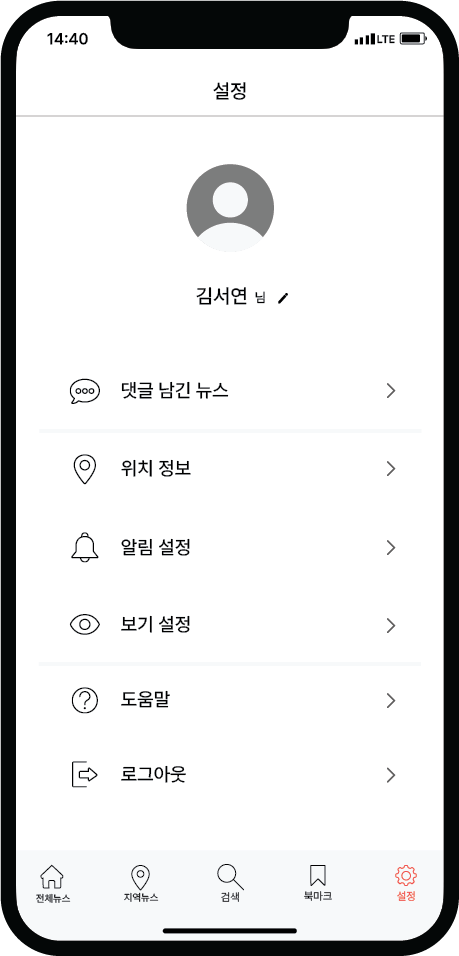 14:40 LTE
설정
김서연 님
댓글 남긴 뉴스
위치 정보
알림 설정
보기 설정
도움말
로그아웃
전체뉴스 지역뉴스 검색 북마크 설정